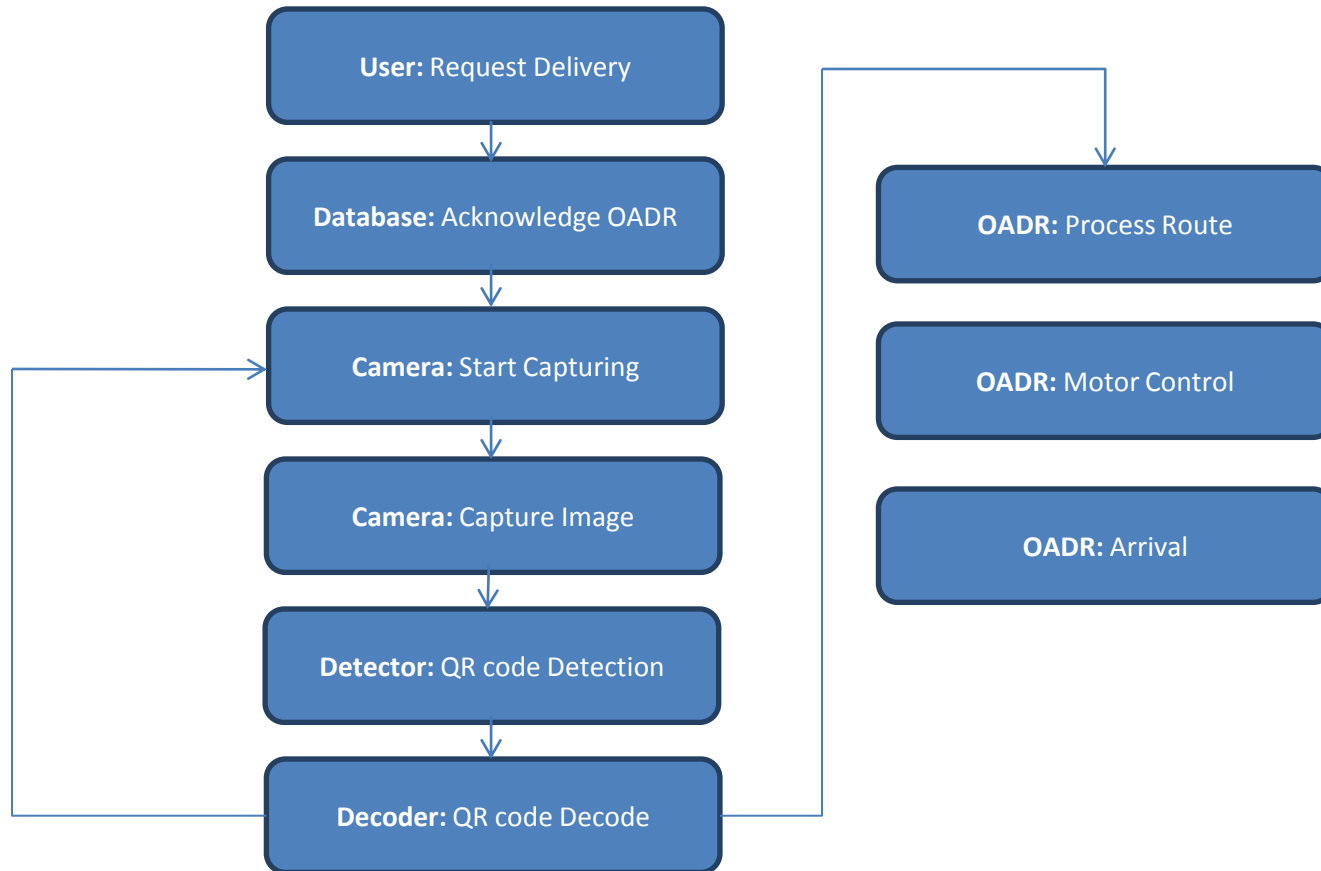 User: Request Delivery
Database: Acknowledge OADR
Camera: Start Capturing
Camera: Capture Image
Detector: QR code Detection
Decoder: QR code Decode
OADR: Process Route
OADR: Motor Control
OADR: Arrival